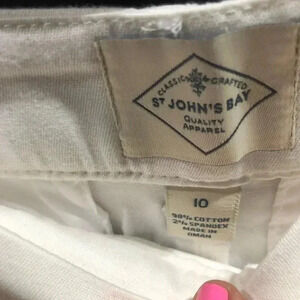 CLASSIC CRAFTED
ST JOHN'S BAY
QUALITY
APPAREL
10
98% COTTON
2% SPANDEX
MADE IN
OMAN